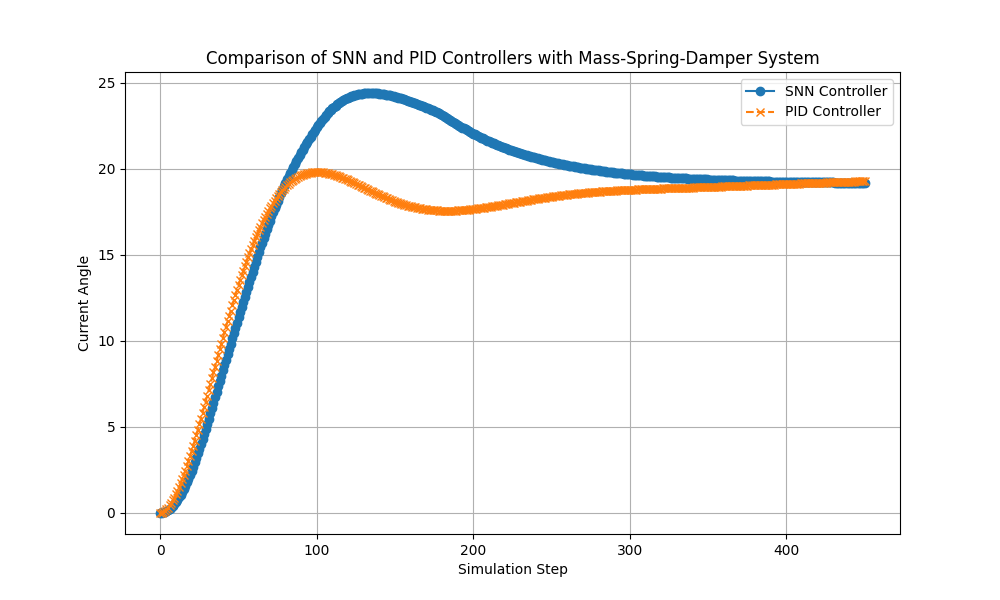 Comparison of SNN and PID Controllers with Mass-Spring-Damper System
SNN Controller
PID Controller
Current Angle
25
20
15
10
5
0
0 100 200 300 400
Simulation Step